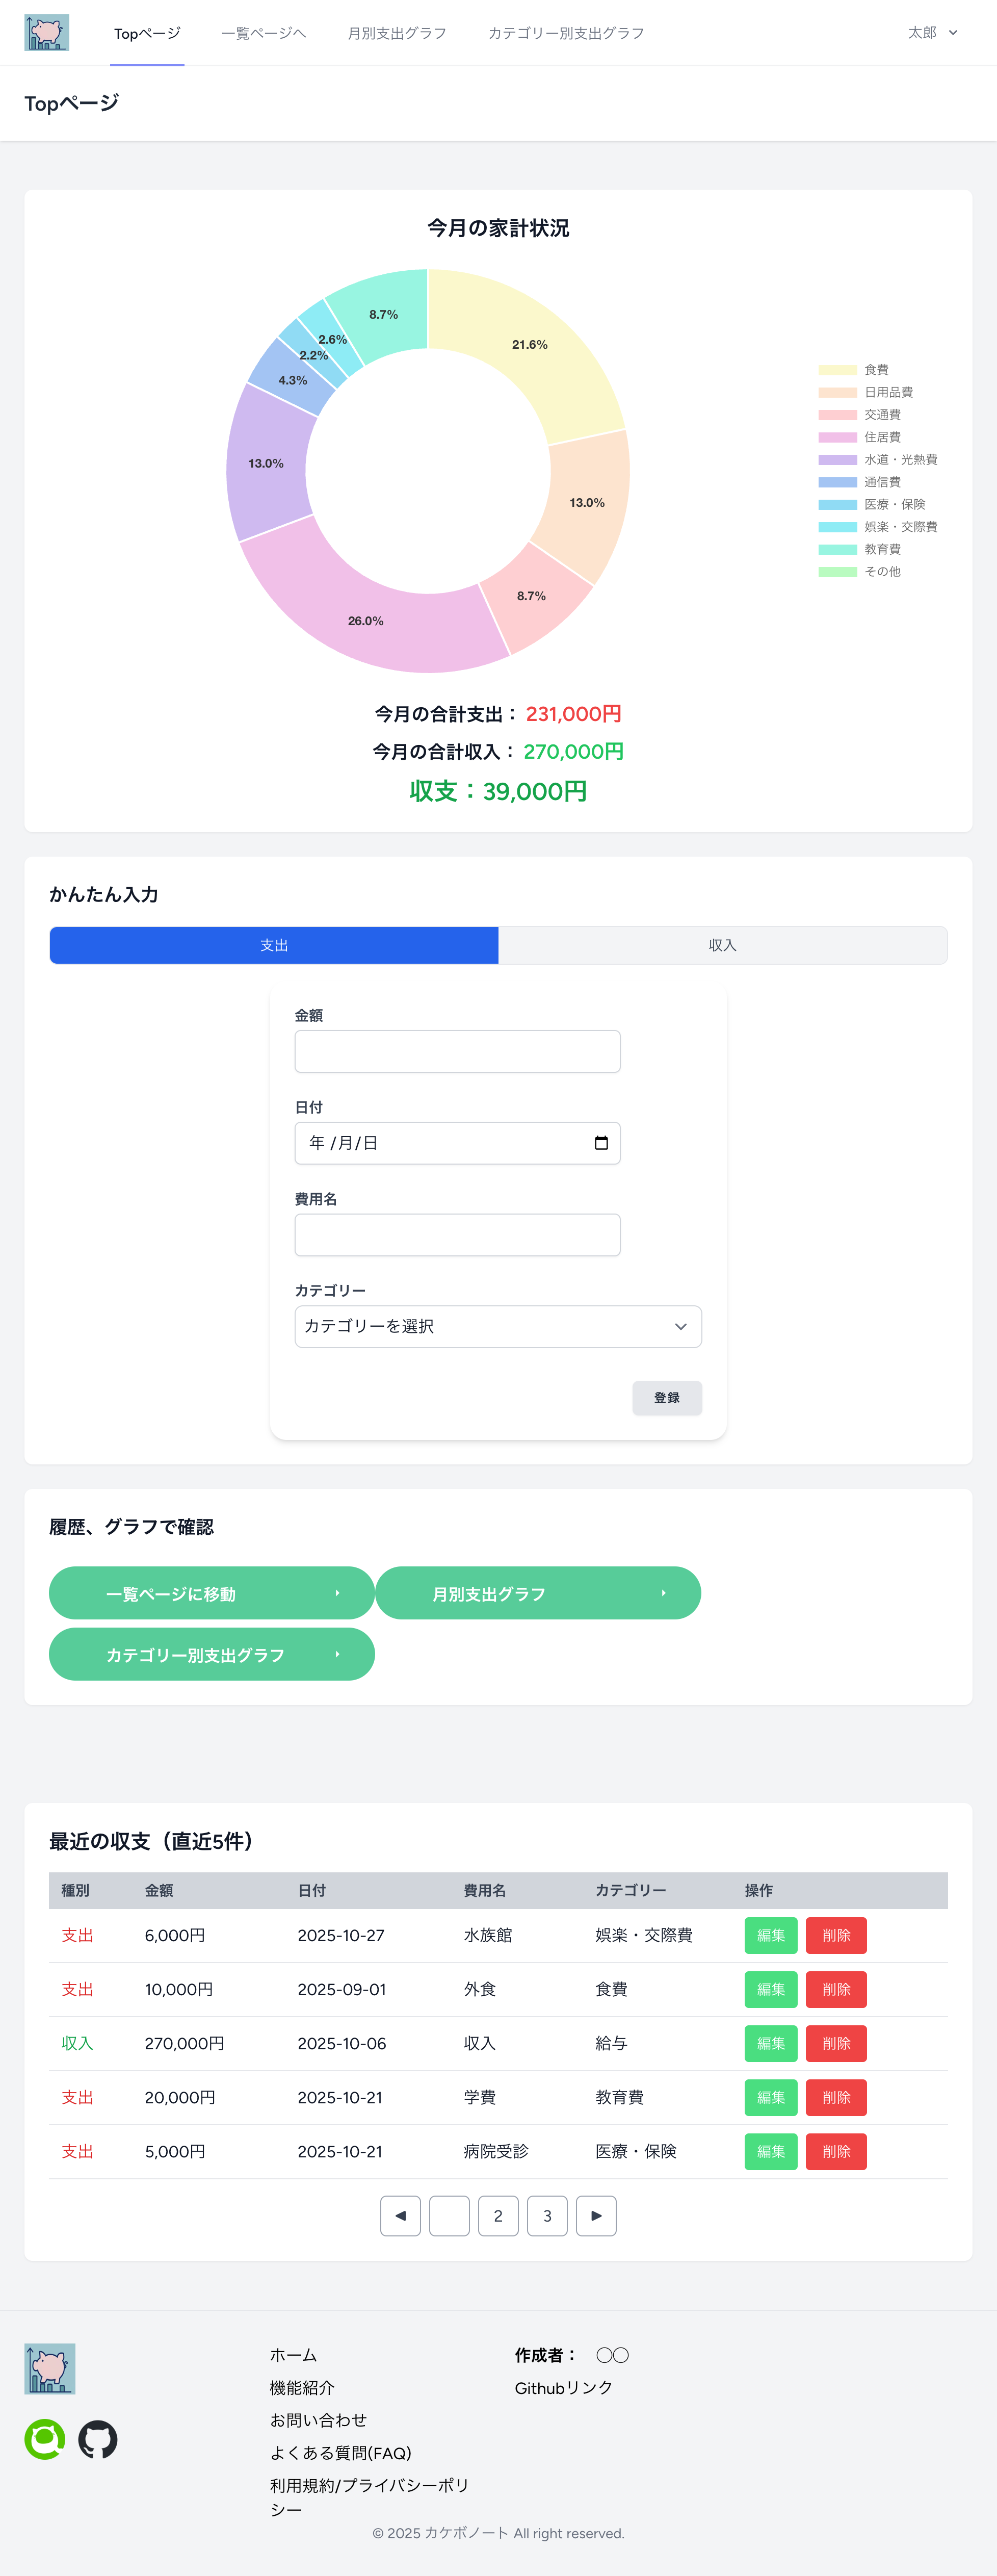 Topページ 一覧ページへ 月別支出グラフ カテゴリー別支出グラフ 太郎
Topページ
今月の家計状況
21.6%
13.0%
8.7%
26.0%
13.0%
4.3%
2.2%
2.6%
8.7%
食費
日用品費
交通費
住居費
水道・光熱費
通信費
医療・保険
娯楽・交際費
教育費
その他
今月の合計支出： 231,000円
今月の合計収入： 270,000円
収支：39,000円
かんたん入力
支出 収入
金額
日付
年 /月/日
費用名
カテゴリー
カテゴリーを選択
登録
履歴、グラフで確認
一覧ページに移動 月別支出グラフ
カテゴリー別支出グラフ
最近の収支（直近5件）
種別 金額 日付 費用名 カテゴリー 操作
支出 6,000円 2025-10-27 水族館 娯楽・交際費 編集 削除
支出 10,000円 2025-09-01 外食 食費 編集 削除
収入 270,000円 2025-10-06 収入 給与 編集 削除
支出 20,000円 2025-10-21 学費 教育費 編集 削除
支出 5,000円 2025-10-21 病院受診 医療・保険 編集 削除
◀ 2 3 ▶
ホーム
機能紹介
お問い合わせ
よくある質問(FAQ)
利用規約/プライバシーポリ
シー
作成者： ◯◯
Githubリンク
© 2025 カケボノート All right reserved.